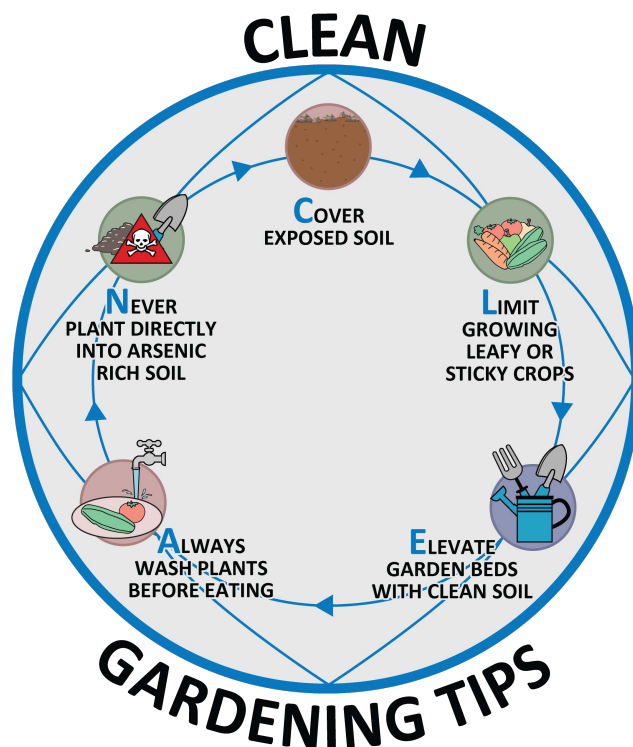 CLEAN
COVER
EXPOSED SOIL
LIMIT
GROWING
LEAFY OR
STICKY CROPS
ELEVATE
GARDEN BEDS
WITH CLEAN SOIL
ALWAYS
WASH PLANTS
BEFORE EATING
NEVER
PLANT DIRECTLY
INTO ARSENIC
RICH SOIL
GARDENING TIPS